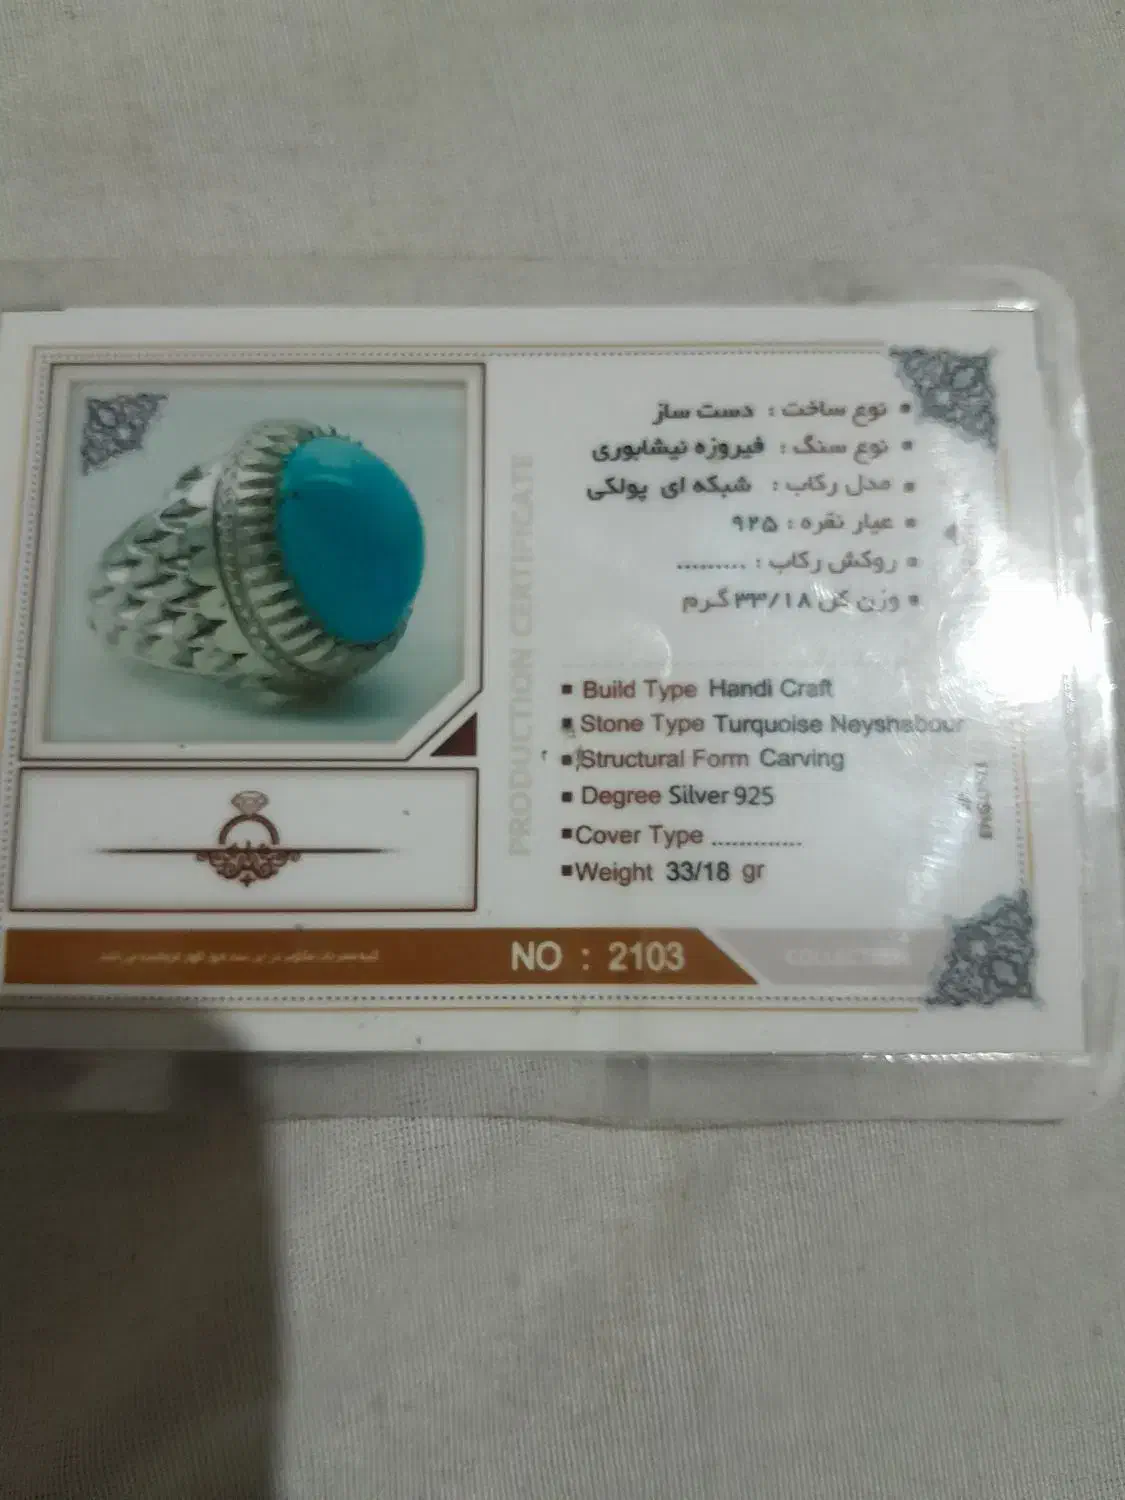 نوع ساخت : دست ساز
نوع سنگ : فیروزه نیشابوری
مدل رکاب : شبکه ای پولکی
عیار نقره : ۹۲۵
روکش رکاب : .........
وزن کل ۳۳/۱۸ گرم
PRODUCTION CERTIFICATE
Build Type Handi Craft
Stone Type Turquoise Neyshabour
Structural Form Carving
Degree Silver 925
Cover Type ..............
Weight 33/18 gr
NO : 2103